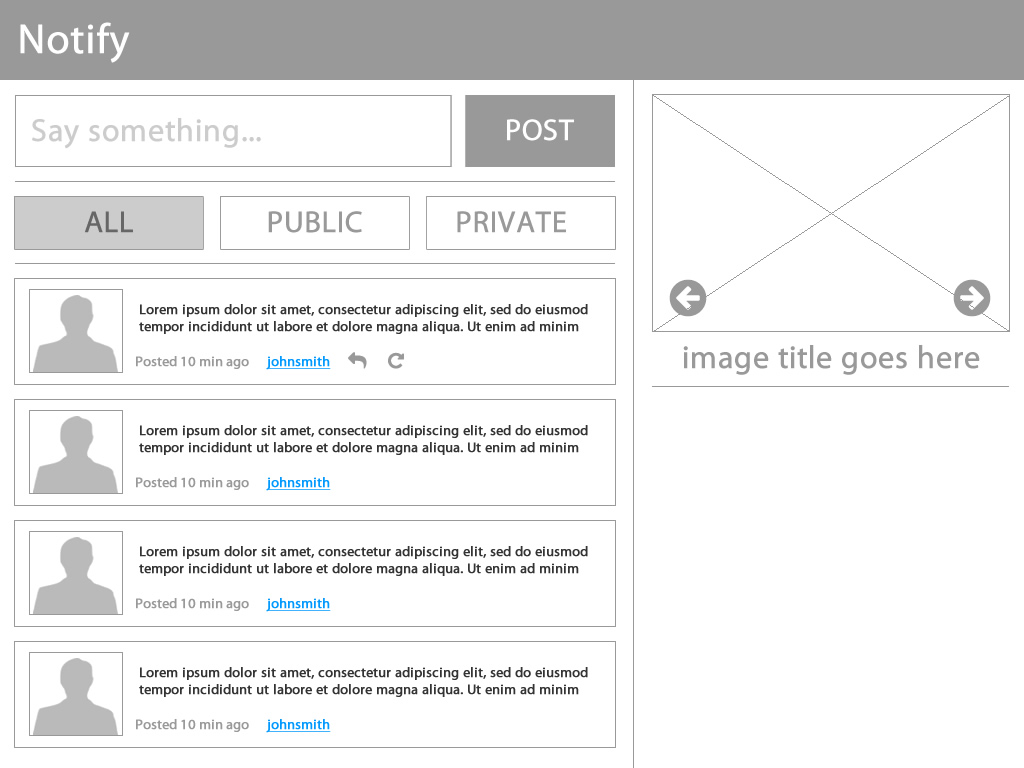 Notify
Say something...
POST
ALL
PUBLIC
PRIVATE
Lorem ipsum dolor sit amet, consectetur adipiscing elit, sed do eiusmod
tempor incididunt ut labore et dolore magna aliqua. Ut enim ad minim
Posted 10 min ago johnsmith
Lorem ipsum dolor sit amet, consectetur adipiscing elit, sed do eiusmod
tempor incididunt ut labore et dolore magna aliqua. Ut enim ad minim
Posted 10 min ago johnsmith
Lorem ipsum dolor sit amet, consectetur adipiscing elit, sed do eiusmod
tempor incididunt ut labore et dolore magna aliqua. Ut enim ad minim
Posted 10 min ago johnsmith
Lorem ipsum dolor sit amet, consectetur adipiscing elit, sed do eiusmod
tempor incididunt ut labore et dolore magna aliqua. Ut enim ad minim
Posted 10 min ago johnsmith
image title goes here